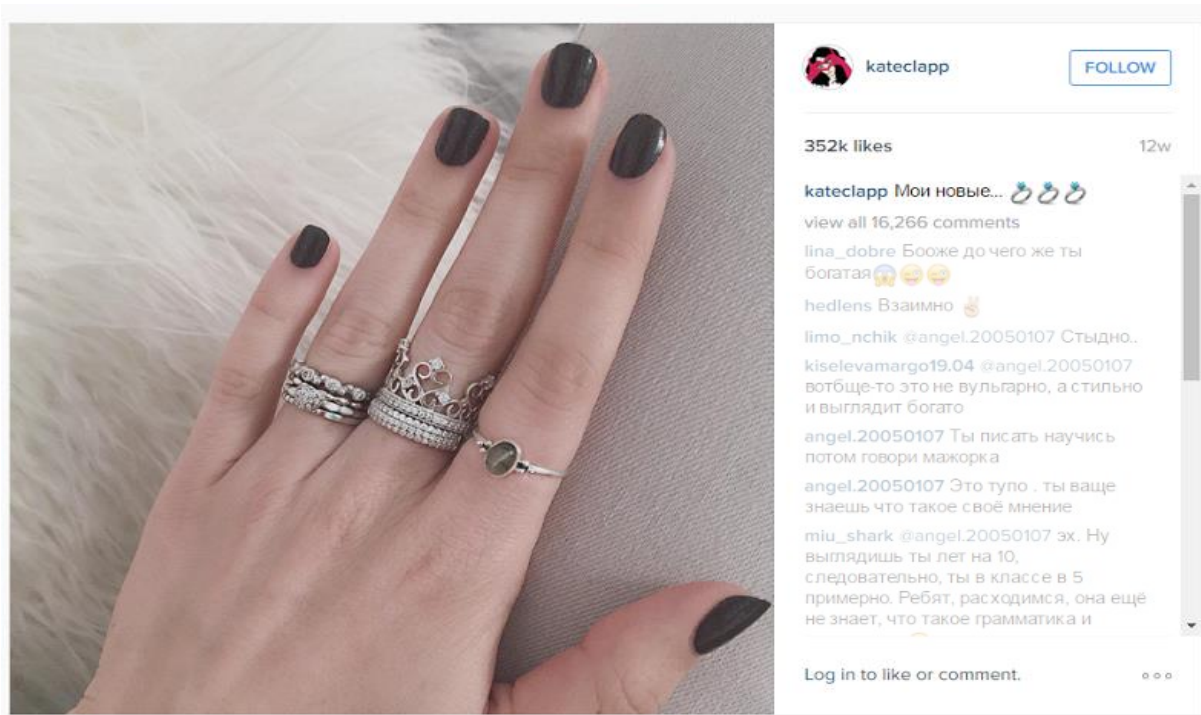 kateclapp
FOLLOW
352k likes
12w
kateclapp Мои новые...
view all 16,266 comments
lina_dobre Бооже до чего же ты
богатая
hedlens Взаимно
limo_nchik @angel.20050107 Стыдно..
kiselevamargo19.04 @angel.20050107
вотбще-то это не вульгарно, а стильно
и выглядит богато
angel.20050107 Ты писать научись
потом говори мажорка
angel.20050107 Это тупо . ты ваще
знаешь что такое своё мнение
miu_shark @angel.20050107 эх. Ну
выглядишь ты лет на 10,
следовательно, ты в классе в 5
примерно. Ребят, расходимся, она ещё
не знает, что такое грамматика и
Log in to like or comment.